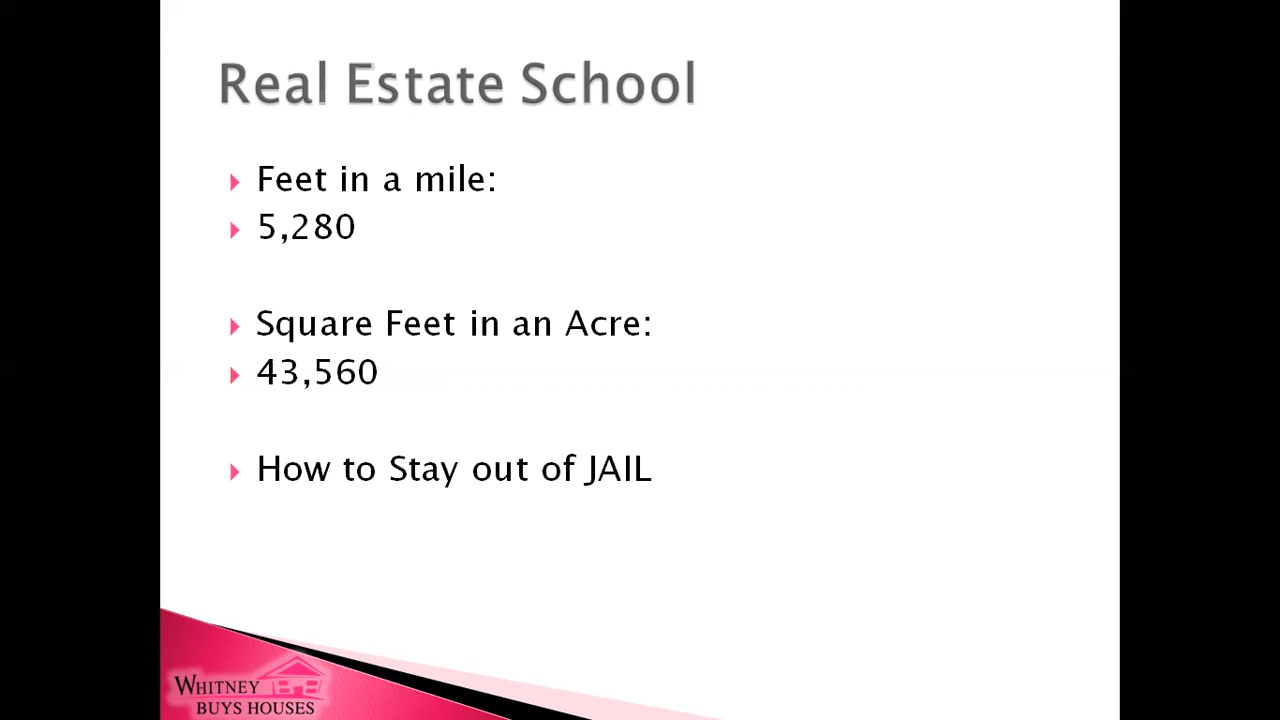 Real Estate School
Feet in a mile:
5,280
Square Feet in an Acre:
43,560
How to Stay out of JAIL
WHITNEY
BUYS HOUSES